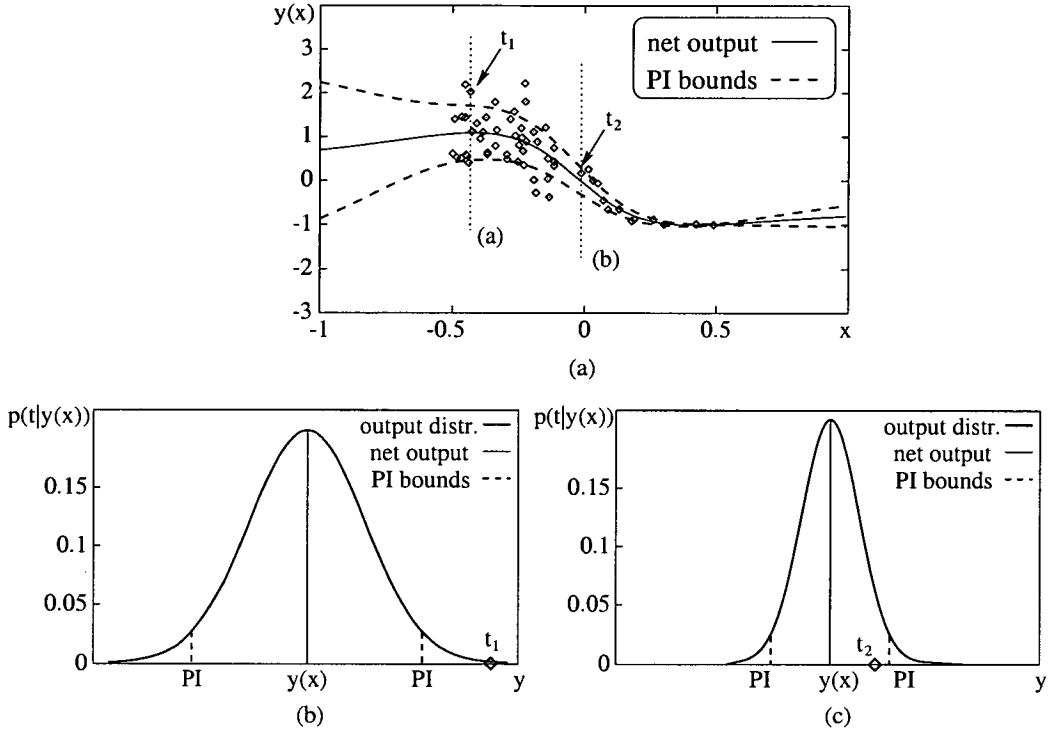 y(x)
3
2
1
0
-1
-2
-3
net output
PI bounds
t1
t2
(a)
(b)
-1 -0.5 0 0.5 x
(a)
p(t|y(x))
0.15
0.1
0.05
0
output distr.
net output
PI bounds
t1
PI y(x) PI y
(b)
p(t|y(x))
0.15
0.1
0.05
0
output distr.
net output
PI bounds
t2
PI y(x) PI y
(c)